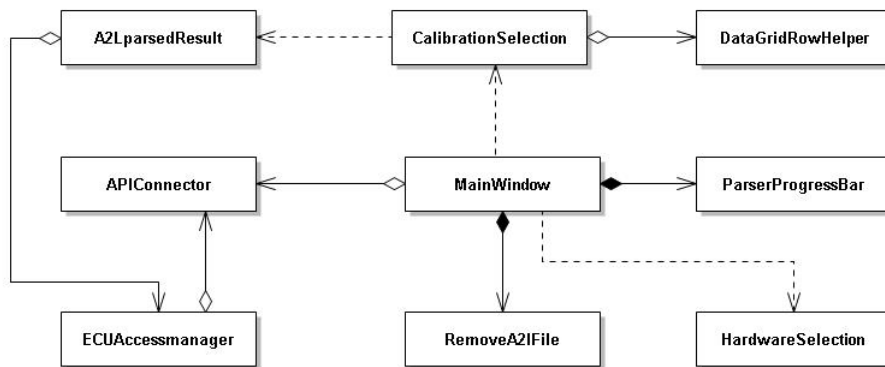 A2LparsedResult
CalibrationSelection
DataGridRowHelper
APIConnector
MainWindow
ParserProgressBar
ECUAccessmanager
RemoveA2lFile
HardwareSelection